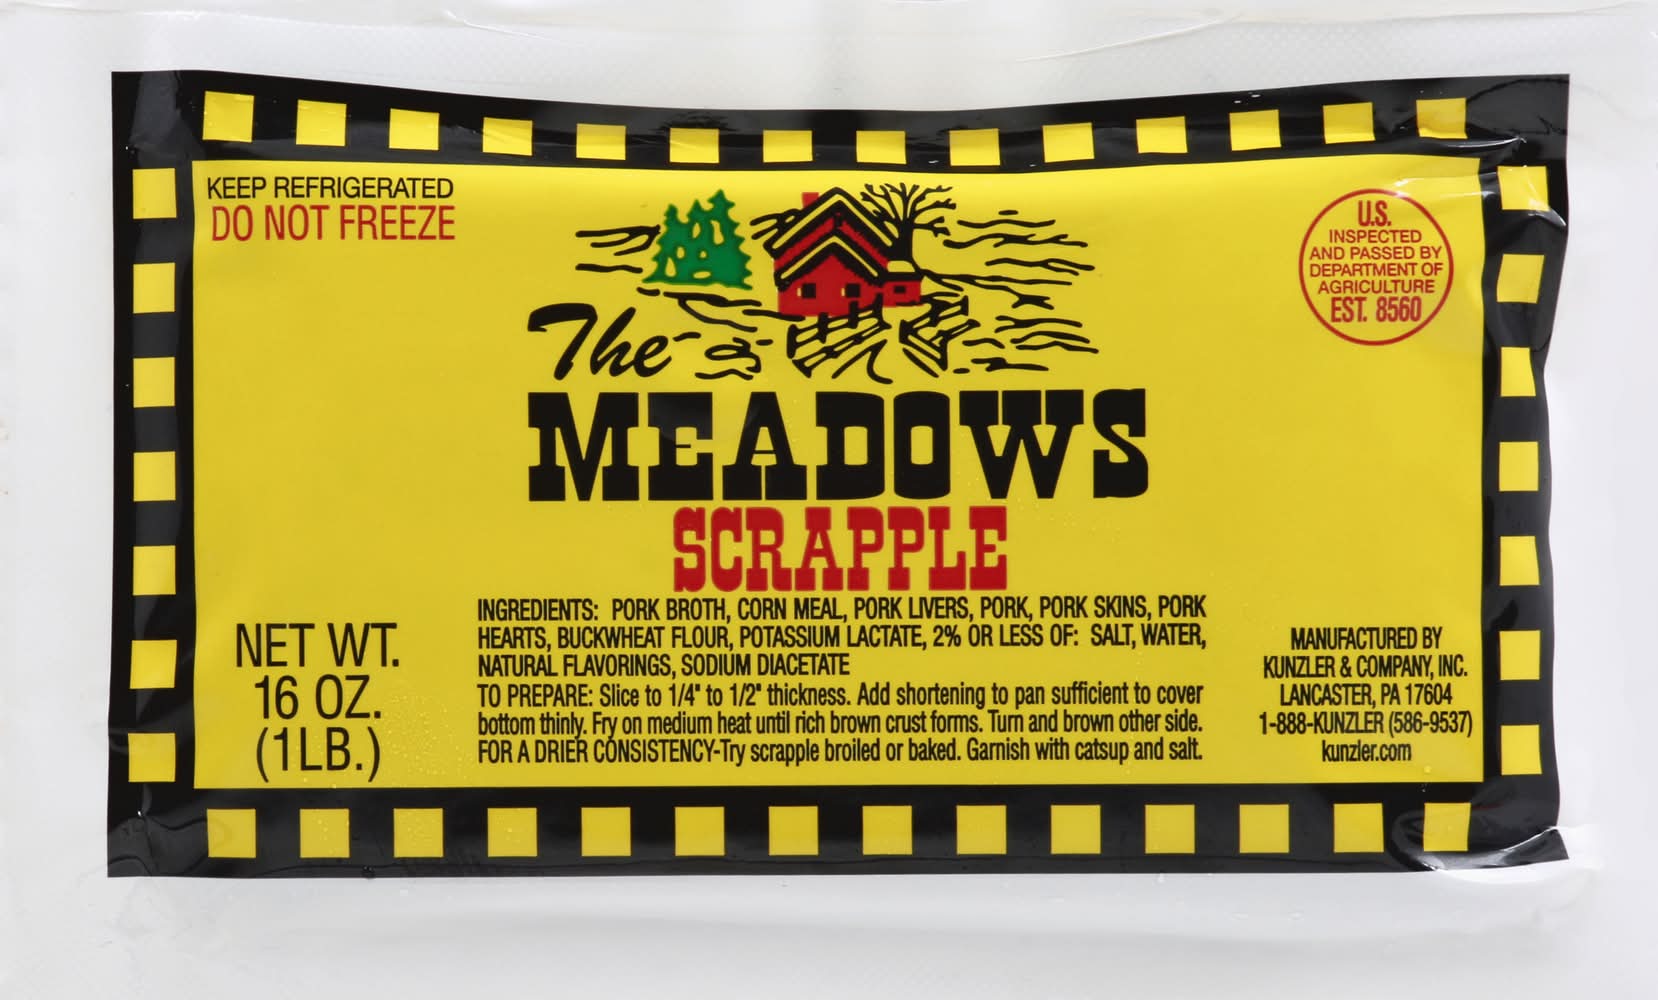 KEEP REFRIGERATED
DO NOT FREEZE
U.S.
INSPECTED
AND PASSED BY
DEPARTMENT OF
AGRICULTURE
EST. 8560
The
MEADOWS
SCRAPPLE
INGREDIENTS: PORK BROTH, CORN MEAL, PORK LIVERS, PORK, PORK SKINS, PORK
HEARTS, BUCKWHEAT FLOUR, POTASSIUM LACTATE, 2% OR LESS OF: SALT, WATER,
NATURAL FLAVORINGS, SODIUM DIACETATE
TO PREPARE: Slice to 1/4" to 1/2" thickness. Add shortening to pan sufficient to cover
bottom thinly. Fry on medium heat until rich brown crust forms. Turn and brown other side.
FOR A DRIER CONSISTENCY-Try scrapple broiled or baked. Garnish with catsup and salt.
NET WT.
16 OZ.
(1LB.)
MANUFACTURED BY
KUNZLER & COMPANY, INC.
LANCASTER, PA 17604
1-888-KUNZLER (586-9537)
kunzler.com